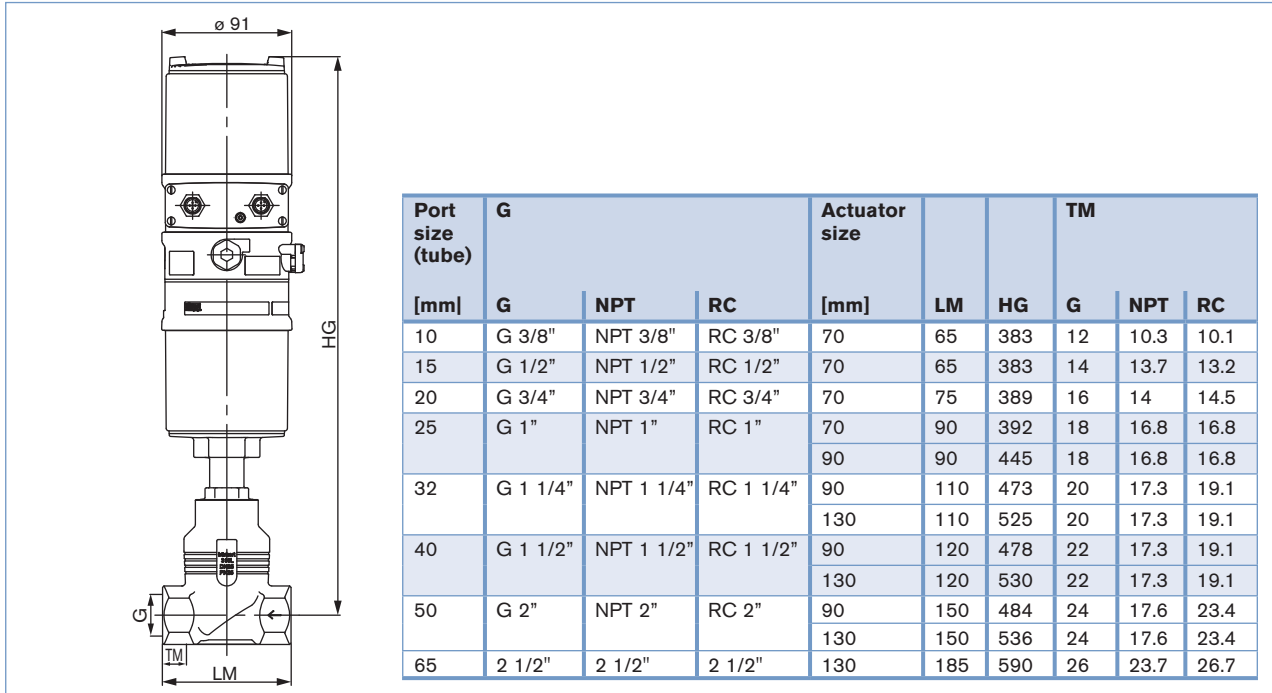 ø 91
HG
G
TM
LM
Port size (tube) G Actuator size TM
[mm| G NPT RC [mm] LM HG G NPT RC
10 G 3/8" NPT 3/8" RC 3/8" 70 65 383 12 10.3 10.1
15 G 1/2” NPT 1/2” RC 1/2” 70 65 383 14 13.7 13.2
20 G 3/4” NPT 3/4” RC 3/4” 70 75 389 16 14 14.5
25 G 1” NPT 1” RC 1” 70 90 392 18 16.8 16.8
90 90 445 18 16.8 16.8
32 G 1 1/4” NPT 1 1/4” RC 1 1/4” 90 110 473 20 17.3 19.1
130 110 525 20 17.3 19.1
40 G 1 1/2” NPT 1 1/2” RC 1 1/2” 90 120 478 22 17.3 19.1
130 120 530 22 17.3 19.1
50 G 2” NPT 2” RC 2” 90 150 484 24 17.6 23.4
130 150 536 24 17.6 23.4
65 2 1/2" 2 1/2" 2 1/2" 130 185 590 26 23.7 26.7